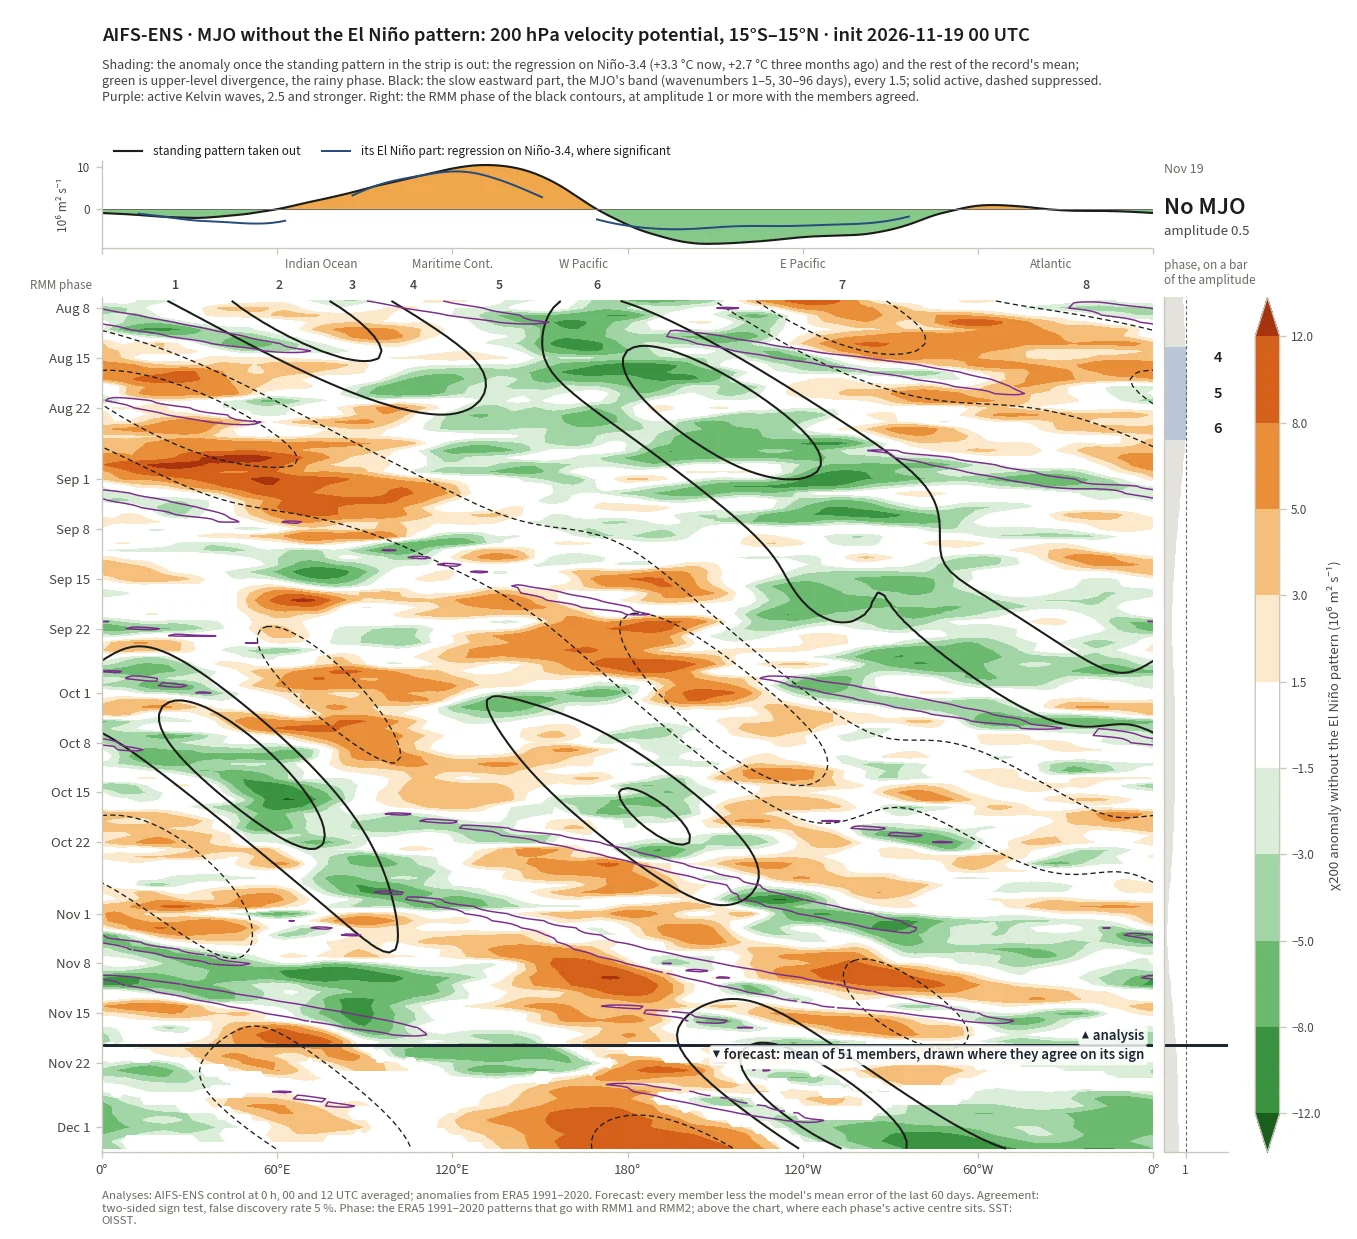 AIFS-ENS · MJO without the El Niño pattern: 200 hPa velocity potential, 15°S–15°N · init 2026-11-19 00 UTC
Shading: the anomaly once the standing pattern in the strip is out: the regression on Niño-3.4 (+3.3 °C now, +2.7 °C three months ago) and the rest of the record's mean;
green is upper-level divergence, the rainy phase. Black: the slow eastward part, the MJO's band (wavenumbers 1–5, 30–96 days), every 1.5; solid active, dashed suppressed.
Purple: active Kelvin waves, 2.5 and stronger. Right: the RMM phase of the black contours, at amplitude 1 or more with the members agreed.
standing pattern taken out
its El Niño part: regression on Niño-3.4, where significant
10
0
10⁶ m² s⁻¹
Nov 19
No MJO
amplitude 0.5
Indian Ocean
Maritime Cont.
W Pacific
E Pacific
Atlantic
phase, on a bar
of the amplitude
RMM phase
1
2
3
4
5
6
7
8
Aug 8
Aug 15
Aug 22
Sep 1
Sep 8
Sep 15
Sep 22
Oct 1
Oct 8
Oct 15
Oct 22
Nov 1
Nov 8
Nov 15
Nov 22
Dec 1
▲ analysis
▼ forecast: mean of 51 members, drawn where they agree on its sign
4
5
6
12.0
8.0
5.0
3.0
1.5
−1.5
−3.0
−5.0
−8.0
−12.0
χ200 anomaly without the El Niño pattern (10⁶ m² s⁻¹)
0°
60°E
120°E
180°
120°W
60°W
0°
1
Analyses: AIFS-ENS control at 0 h, 00 and 12 UTC averaged; anomalies from ERA5 1991–2020. Forecast: every member less the model's mean error of the last 60 days. Agreement:
two-sided sign test, false discovery rate 5 %. Phase: the ERA5 1991–2020 patterns that go with RMM1 and RMM2; above the chart, where each phase's active centre sits. SST:
OISST.